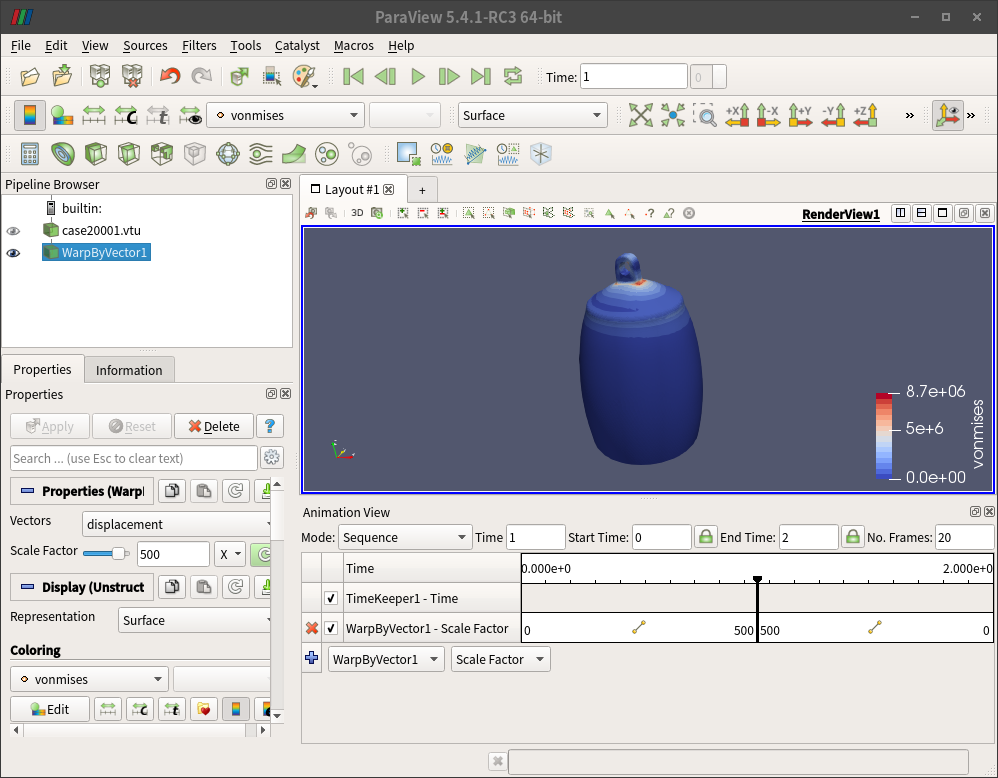 ParaView 5.4.1-RC3 64-bit
File Edit View Sources Filters Tools Catalyst Macros Help
Time: 1 0
C t vonmises Surface +X -X +Y -Y +Z »  »
Pipeline Browser
builtin:
case20001.vtu
WarpByVector1
Layout #1 +
3D RenderView1
8.7e+06
5e+6
0.0e+00
vonmises
Properties Information
Properties
Apply Reset Delete ?
Search ... (use Esc to clear text)
Properties (Warpl
Vectors displacement
Scale Factor 500 X
Display (Unstruct
Representation Surface
Coloring
vonmises
Edit C t
Animation View
Mode: Sequence Time 1 Start Time: 0 End Time: 2 No. Frames: 20
Time 0.000e+0 2.000e+0
TimeKeeper1 - Time
WarpByVector1 - Scale Factor 0 500 500 0
WarpByVector1 Scale Factor